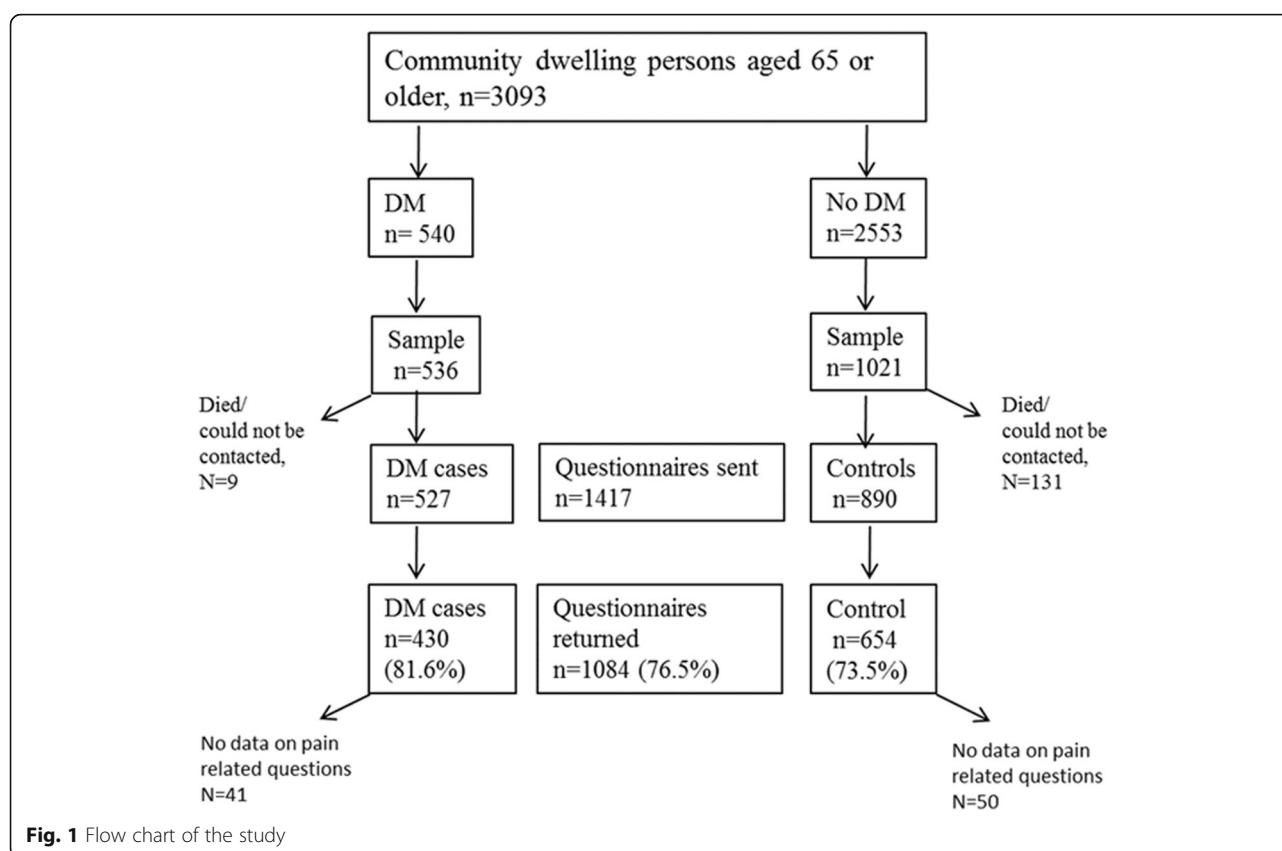 Community dwelling persons aged 65 or
older, n=3093
DM
n= 540
No DM
n=2553
Sample
n=536
Sample
n=1021
Died/
could not be
contacted,
N=9
Died/
could not be
contacted,
N=131
DM cases
n=527
Questionnaires sent
n=1417
Controls
n=890
DM cases
n=430
(81.6%)
Questionnaires
returned
n=1084 (76.5%)
Control
n=654
(73.5%)
No data on pain
related questions
N=41
No data on pain
related questions
N=50
Fig. 1 Flow chart of the study